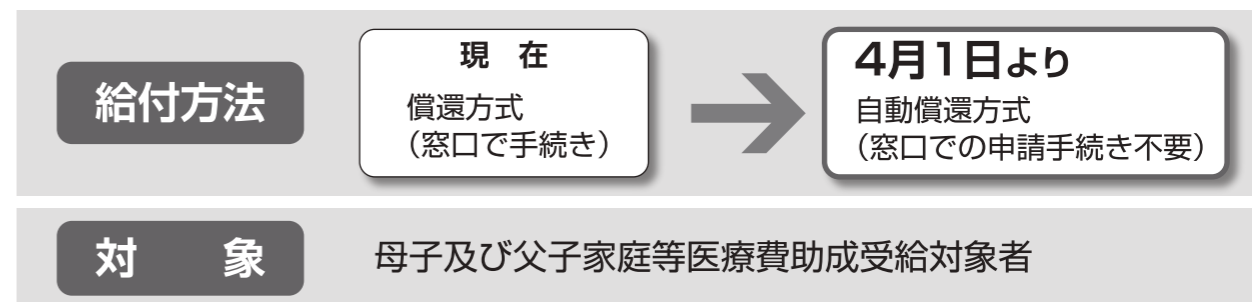 給付方法
現　在
償還方式
（窓口で手続き）
4月1日より
自動償還方式
（窓口での申請手続き不要）
対　象
母子及び父子家庭等医療費助成受給対象者